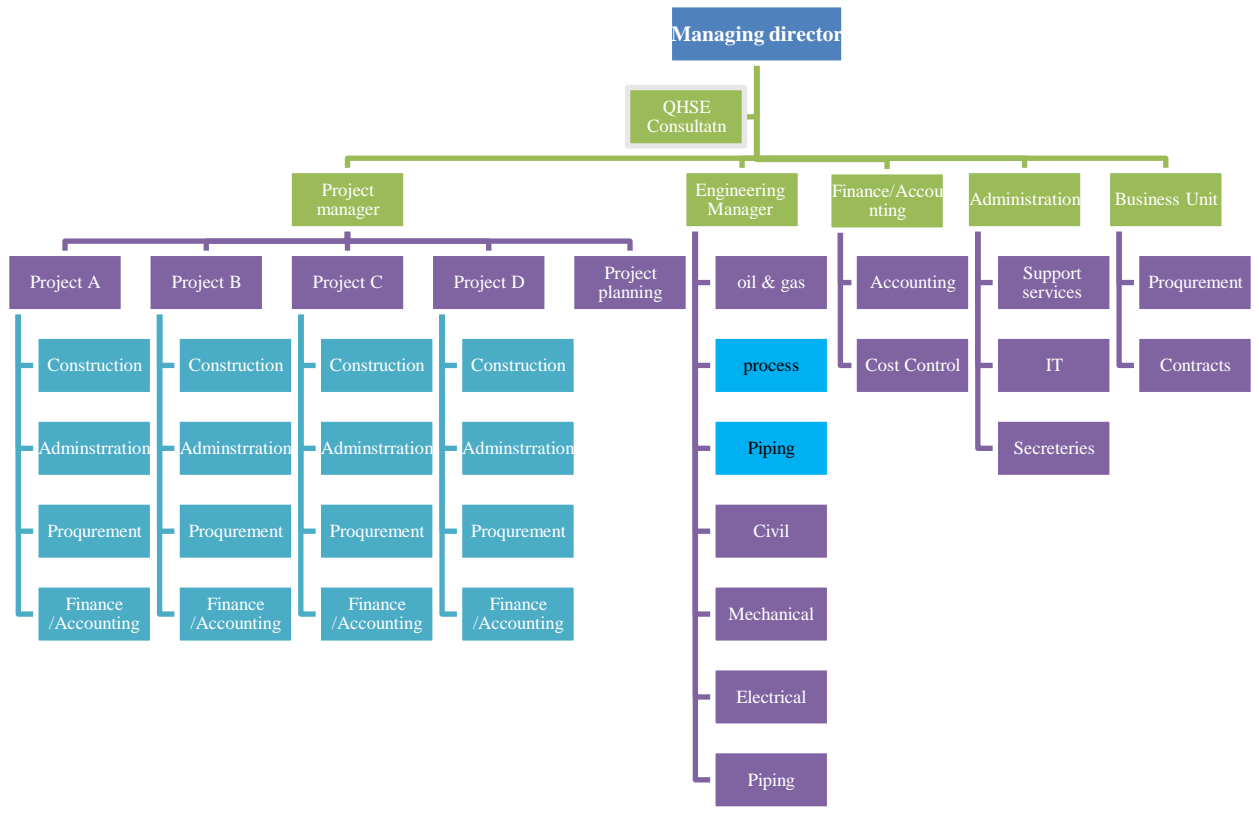 Managing director
QHSE
Consultatn
Project
manager
Engineering
Manager
Finance/Accou
nting
Administration
Business Unit
Project A
Project B
Project C
Project D
Project
planning
oil & gas
Accounting
Support
services
Proqurement
Construction
Construction
Construction
Construction
process
Cost Control
IT
Contracts
Adminstrration
Adminstrration
Adminstrration
Adminstrration
Piping
Secreteries
Proqurement
Proqurement
Proqurement
Proqurement
Civil
Finance
/Accounting
Finance
/Accounting
Finance
/Accounting
Finance
/Accounting
Mechanical
Electrical
Piping